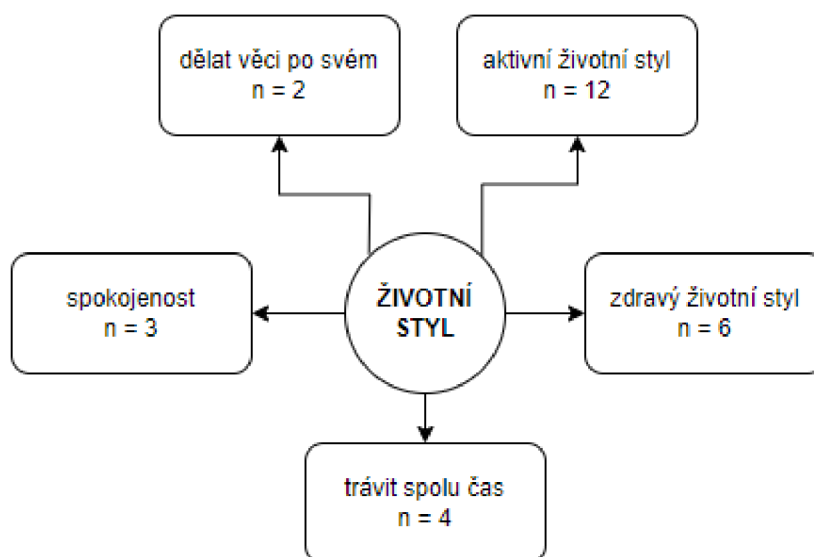 dělat věci po svém
n = 2
aktivní životní styl
n = 12
spokojenost
n = 3
ŽIVOTNÍ
STYL
zdravý životní styl
n = 6
trávit spolu čas
n = 4